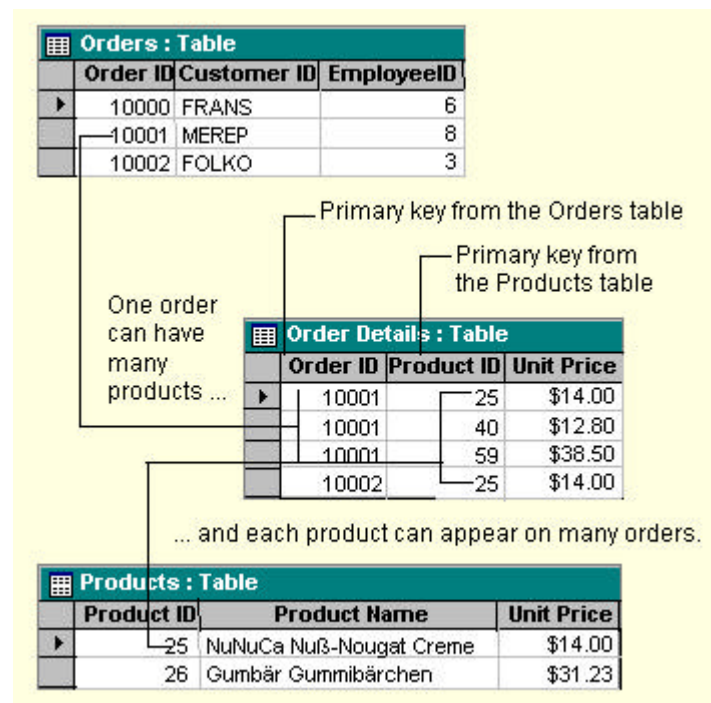 Orders : Table
Order ID Customer ID EmployeeID
10000 FRANS 6
10001 MEREP 8
10002 FOLKO 3
Primary key from the Orders table
Primary key from
the Products table
One order
can have
many
products ...
Order Details : Table
Order ID Product ID Unit Price
10001 25 $14.00
10001 40 $12.80
10001 59 $38.50
10002 25 $14.00
... and each product can appear on many orders.
Products : Table
Product ID Product Name Unit Price
25 NuNuCa Nuß-Nougat Creme $14.00
26 Gumbär Gummibärchen $31.23